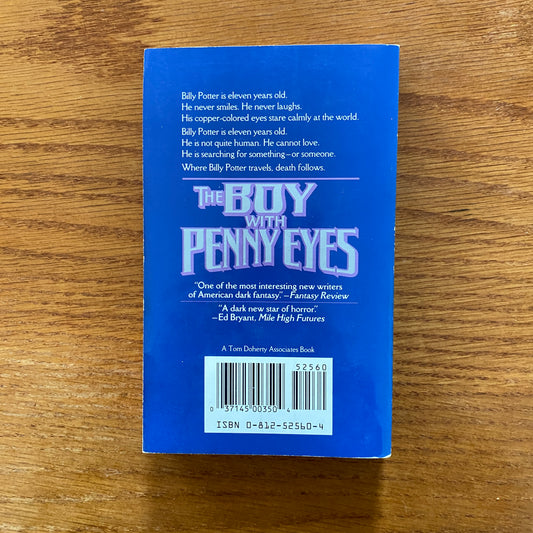 Billy Potter is eleven years old.
He never smiles. He never laughs.
His copper-colored eyes stare calmly at the world.
Billy Potter is eleven years old.
He is not quite human. He cannot love.
He is searching for something–or someone.
Where Billy Potter travels, death follows.
THE BOY
WITH
PENNY EYES
"One of the most interesting new writers
of American dark fantasy."–Fantasy Review
"A dark new star of horror."
–Ed Bryant, Mile High Futures
A Tom Doherty Associates Book
52560
0 37145 00350 4
ISBN 0-812-52560-4